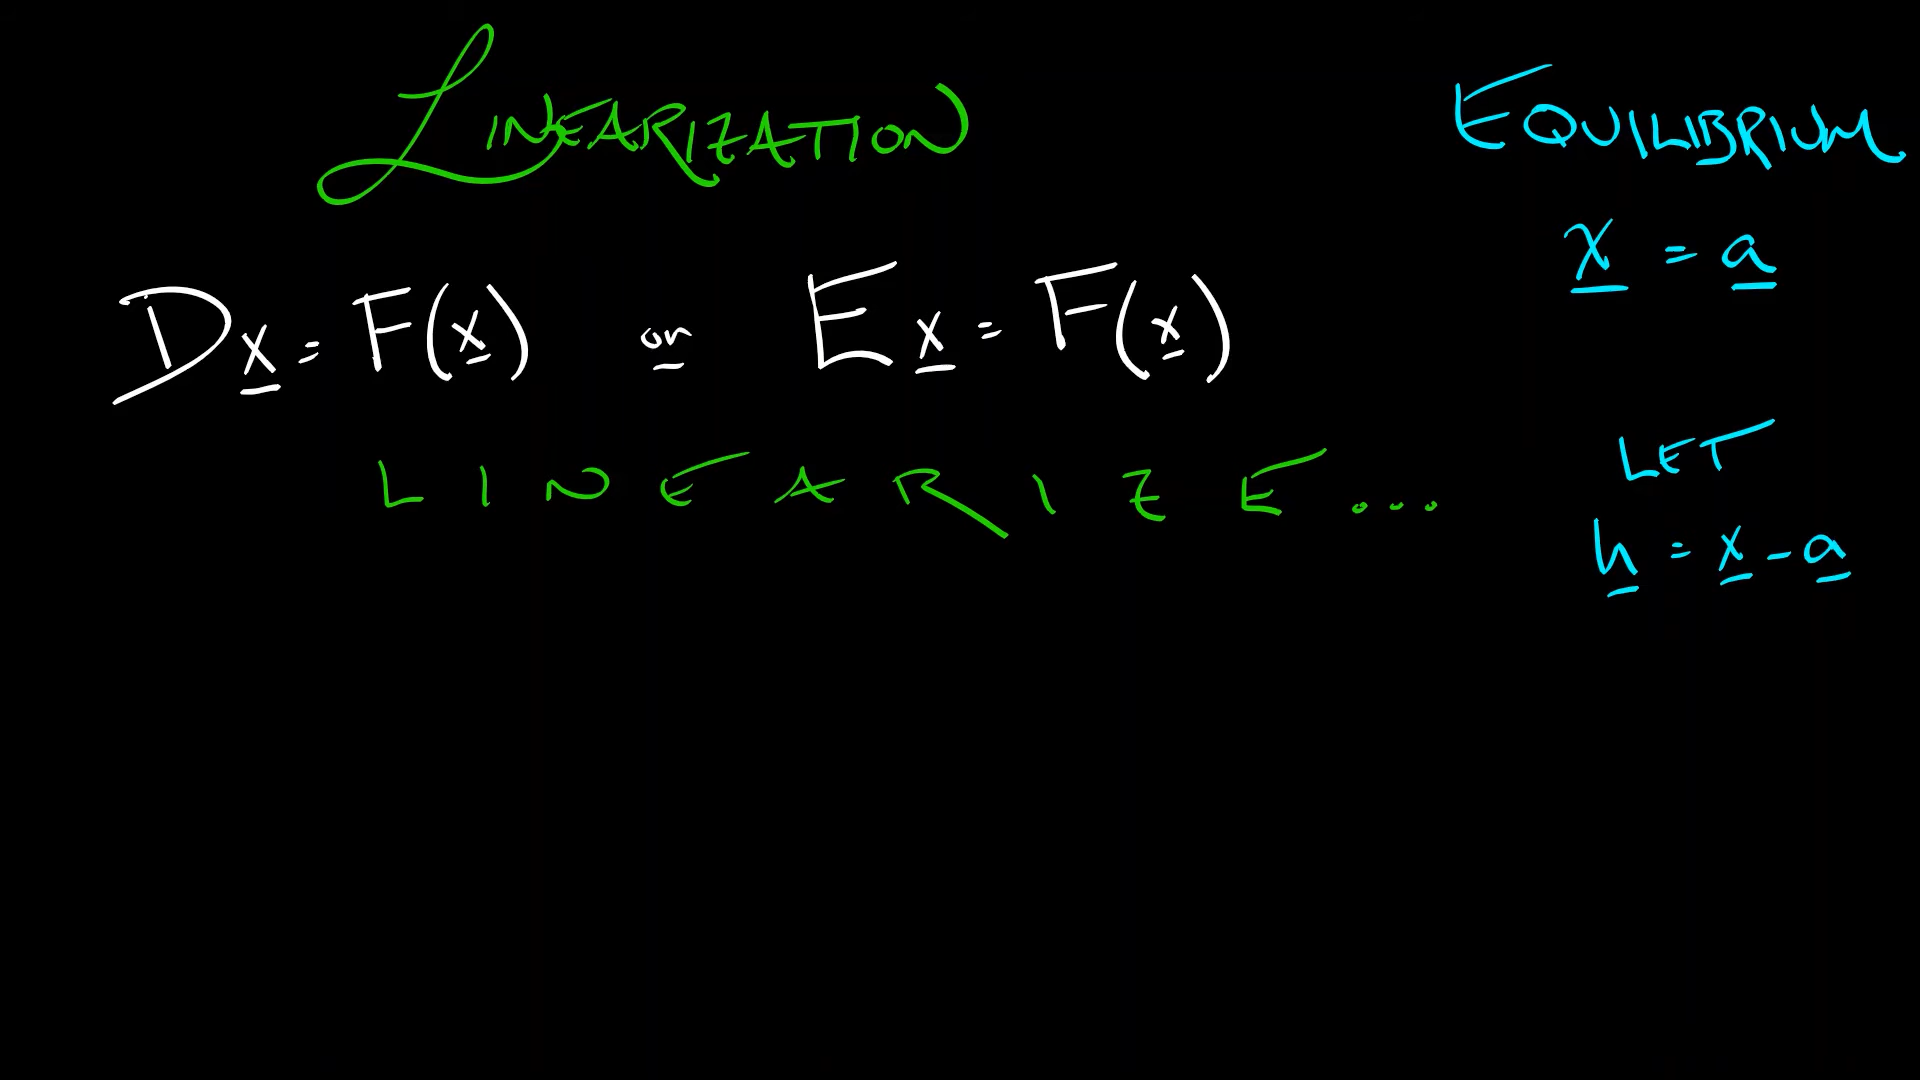 LINEARIZATION
Dx = F(x) or Ex = F(x)
LINEARIZE...
EQUILIBRIUM
x = a
LET
h = x - a